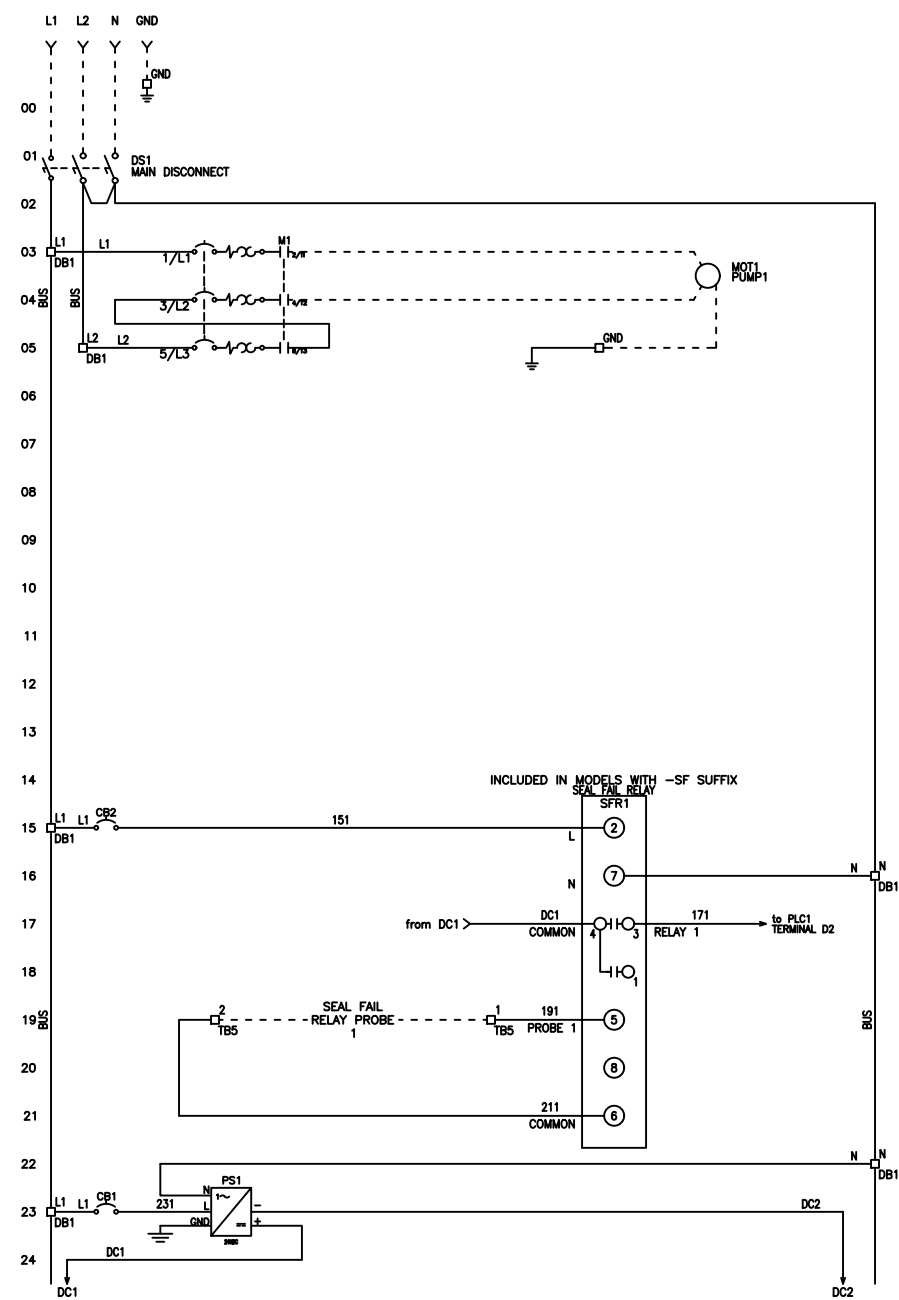 L1 L2 N GND
GND
00
01 DS1
MAIN DISCONNECT
02
03 L1 L1 1/L1 M1 2/T1
DB1
MOT1
PUMP1
04 BUS BUS 3/L2 4/T2
05 L2 L2 5/L3 6/T3 GND
DB1
06
07
08
09
10
11
12
13
14 INCLUDED IN MODELS WITH -SF SUFFIX
SEAL FAIL RELAY
SFR1
15 L1 L1 CB2 151 L 2
DB1
16 N 7 N N
DB1
17 from DC1 DC1 4 3 171 to PLC1
COMMON RELAY 1 TERMINAL D2
18 1
19 BUS 2 SEAL FAIL 1 191 5 BUS
TB5 RELAY PROBE TB5 PROBE 1
1
20 8
21 211 6
COMMON
22 N N
DB1
PS1
N 1~
23 L1 L1 CB1 231 L - DC2
DB1 GND +
24 DC1
DC1 DC2